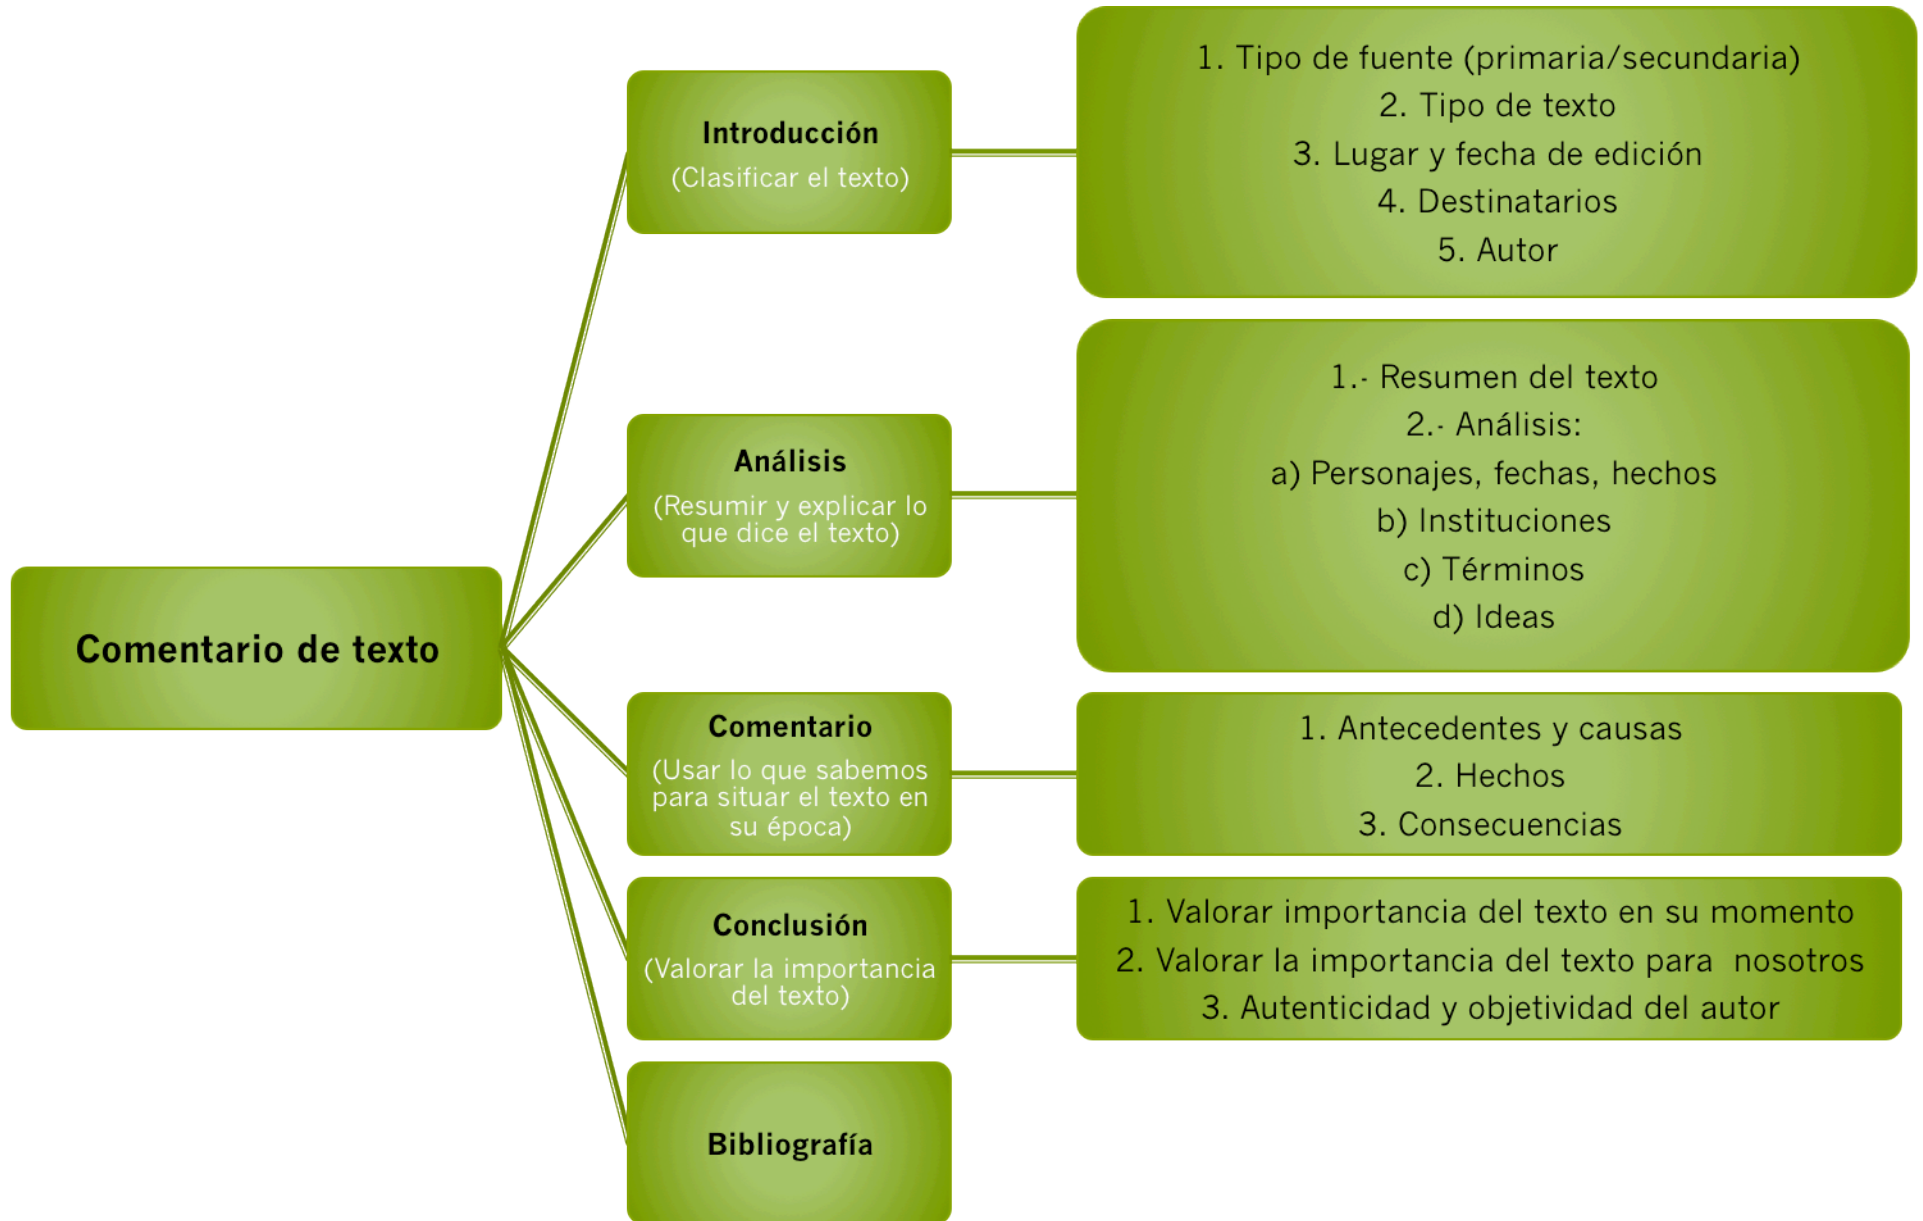 Comentario de texto
Introducción
(Clasificar el texto)
1. Tipo de fuente (primaria/secundaria)
2. Tipo de texto
3. Lugar y fecha de edición
4. Destinatarios
5. Autor
Análisis
(Resumir y explicar lo
que dice el texto)
1.- Resumen del texto
2.- Análisis:
a) Personajes, fechas, hechos
b) Instituciones
c) Términos
d) Ideas
Comentario
(Usar lo que sabemos
para situar el texto en
su época)
1. Antecedentes y causas
2. Hechos
3. Consecuencias
Conclusión
(Valorar la importancia
del texto)
1. Valorar importancia del texto en su momento
2. Valorar la importancia del texto para  nosotros
3. Autenticidad y objetividad del autor
Bibliografía